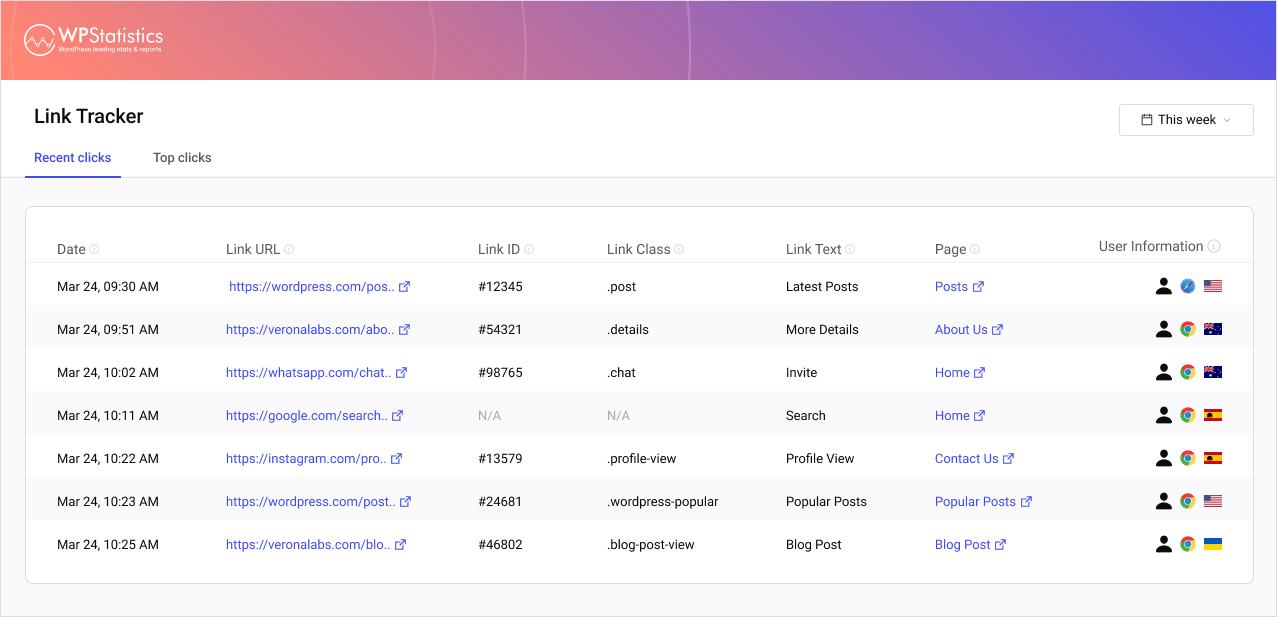 WPStatistics
WordPress leading stats & reports
Link Tracker
This week
Recent clicks Top clicks
Date Link URL Link ID Link Class Link Text Page User Information
Mar 24, 09:30 AM https://wordpress.com/pos.. #12345 .post Latest Posts Posts
Mar 24, 09:51 AM https://veronalabs.com/abo.. #54321 .details More Details About Us
Mar 24, 10:02 AM https://whatsapp.com/chat.. #98765 .chat Invite Home
Mar 24, 10:11 AM https://google.com/search.. N/A N/A Search Home
Mar 24, 10:22 AM https://instagram.com/pro.. #13579 .profile-view Profile View Contact Us
Mar 24, 10:23 AM https://wordpress.com/post.. #24681 .wordpress-popular Popular Posts Popular Posts
Mar 24, 10:25 AM https://veronalabs.com/blo.. #46802 .blog-post-view Blog Post Blog Post